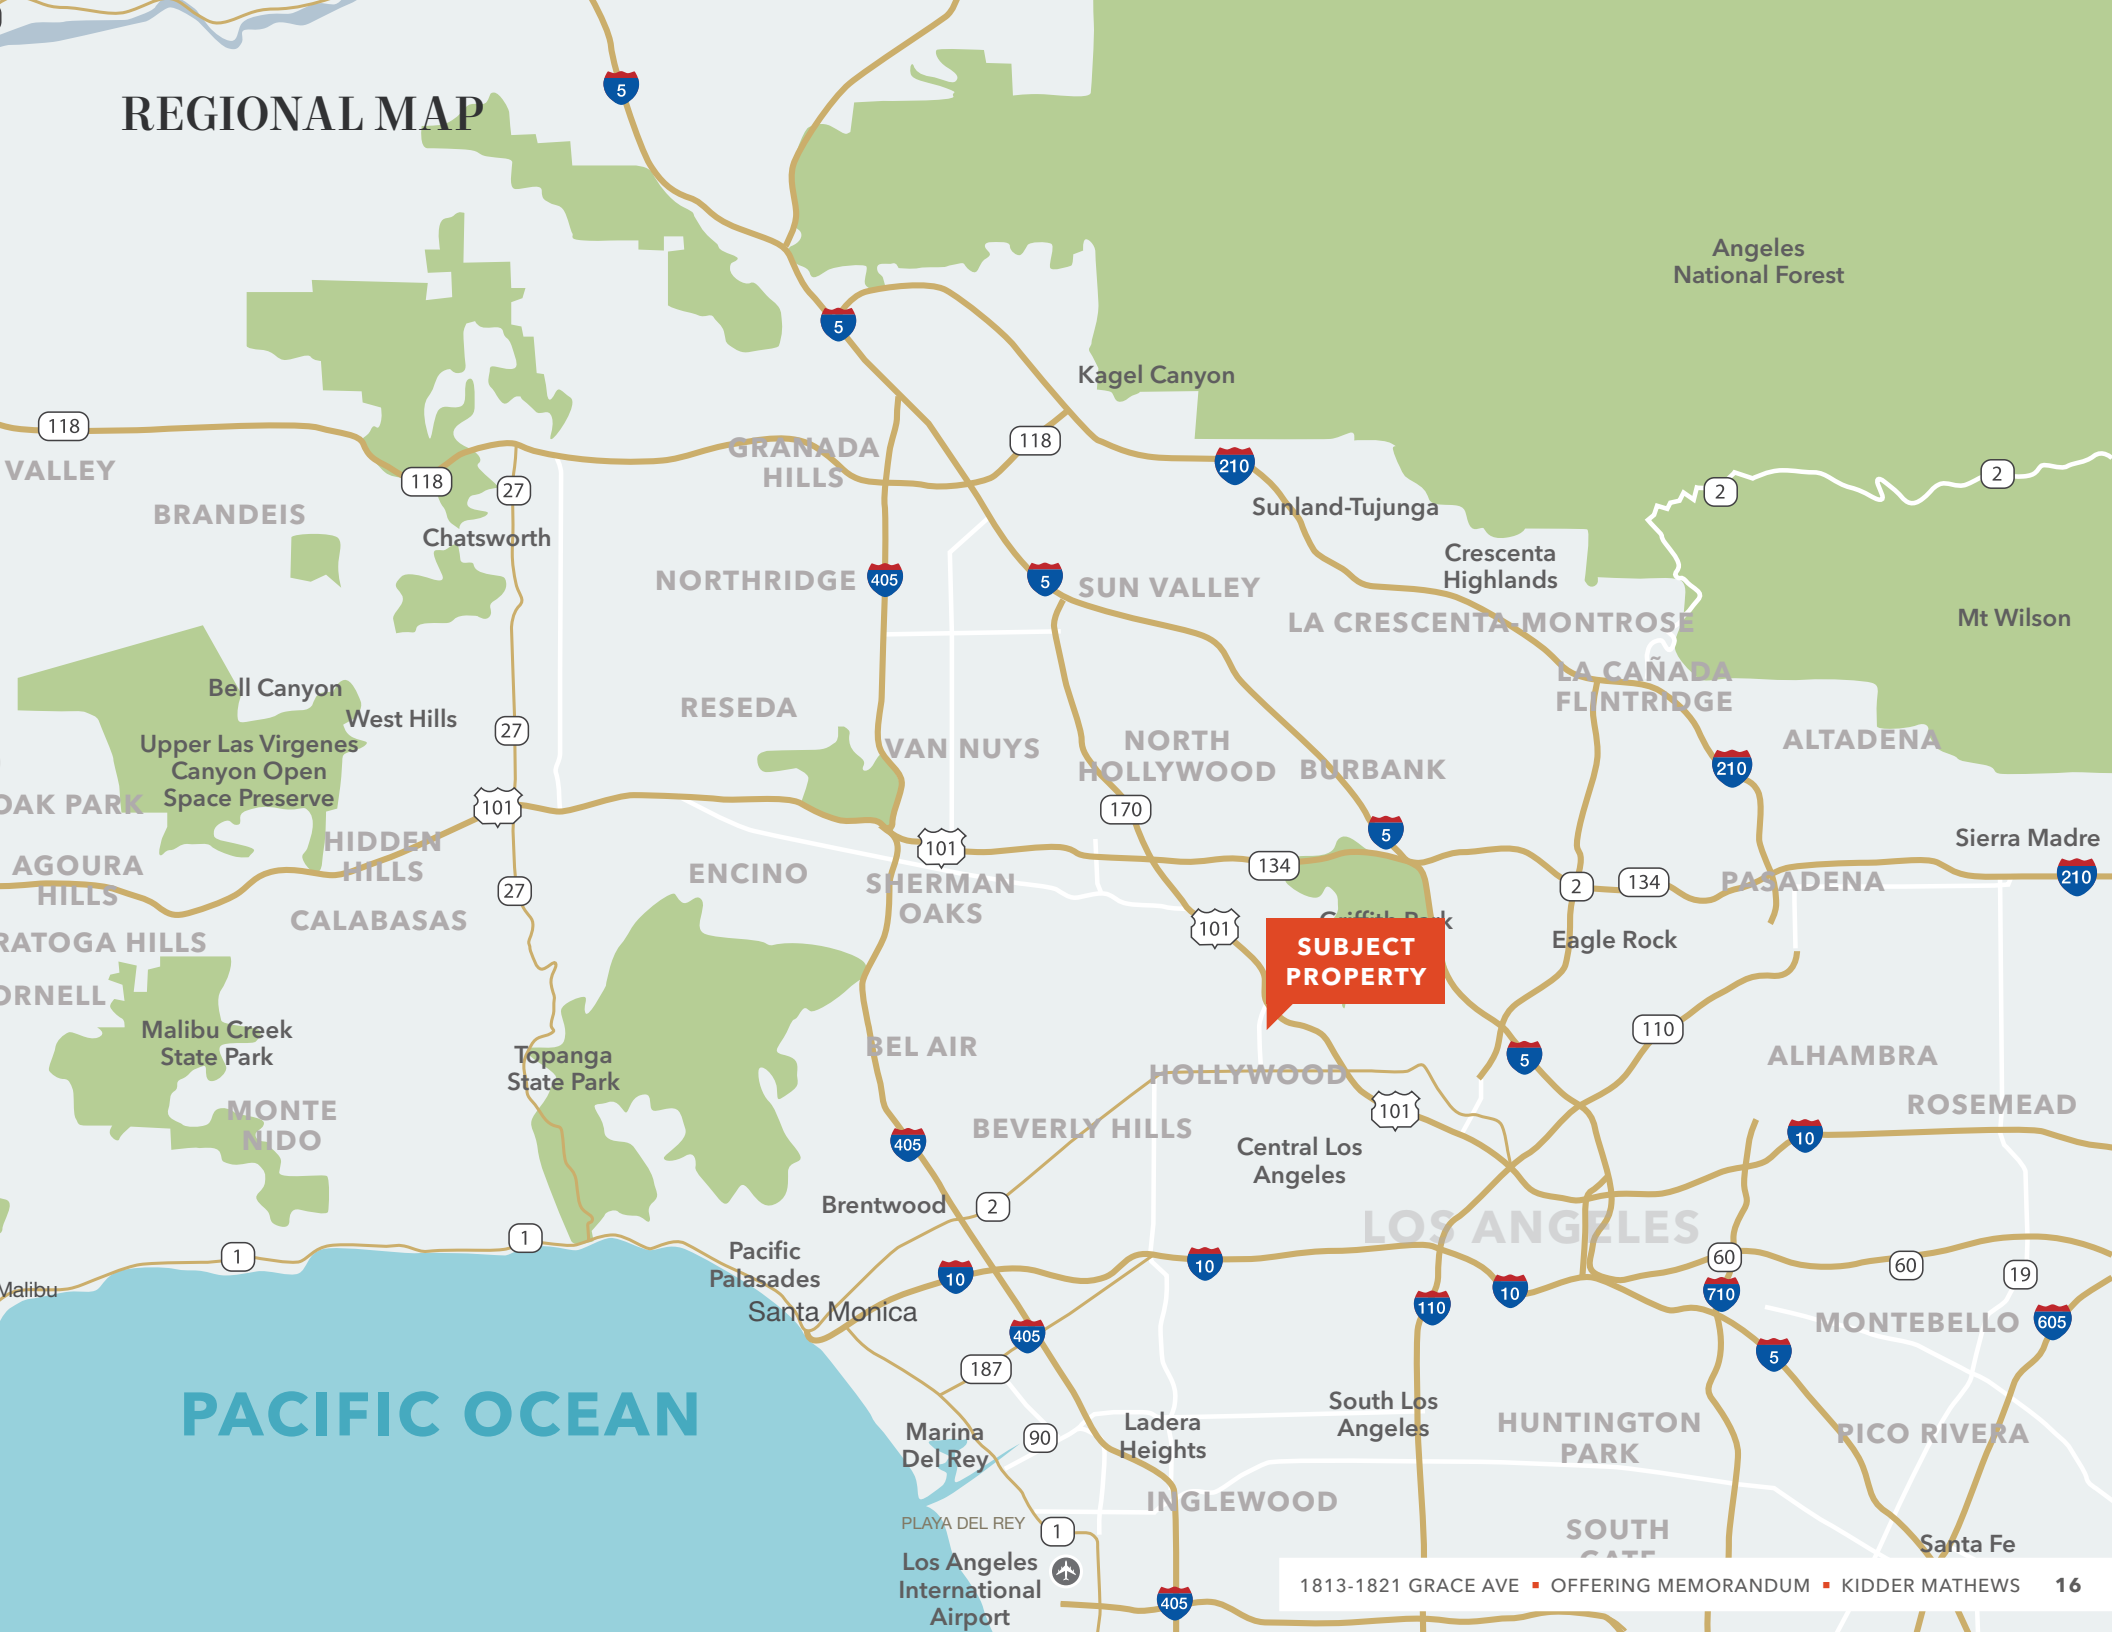 5
REGIONAL MAP
Angeles
National Forest
5
Kagel Canyon
118
118
GRANADA
HILLS
210
VALLEY
118
27
2
2
BRANDEIS
Sunland-Tujunga
Chatsworth
Crescenta
Highlands
NORTHRIDGE
405
5
SUN VALLEY
LA CRESCENTA-MONTROSE
Mt Wilson
LA CAÑADA
FLINTRIDGE
Bell Canyon
West Hills
RESEDA
27
Upper Las Virgenes
Canyon Open
Space Preserve
VAN NUYS
NORTH
HOLLYWOOD
BURBANK
ALTADENA
210
OAK PARK
101
170
5
HIDDEN
HILLS
101
134
Sierra Madre
AGOURA
HILLS
27
ENCINO
SHERMAN
OAKS
2
134
PASADENA
210
CALABASAS
101
Griffith Park
SUBJECT
PROPERTY
Eagle Rock
RATOGA HILLS
ORNELL
Malibu Creek
State Park
Topanga
State Park
BEL AIR
HOLLYWOOD
5
110
ALHAMBRA
MONTE
NIDO
BEVERLY HILLS
101
ROSEMEAD
405
10
Central Los
Angeles
Brentwood
2
LOS ANGELES
1
1
Pacific
Palasades
10
10
60
60
19
Malibu
Santa Monica
110
10
710
MONTEBELLO
605
405
5
187
PACIFIC OCEAN
Marina
Del Rey
90
Ladera
Heights
South Los
Angeles
HUNTINGTON
PARK
PICO RIVERA
INGLEWOOD
PLAYA DEL REY
1
SOUTH
GATE
Santa Fe
Los Angeles
International
Airport
405
1813-1821 GRACE AVE ▪ OFFERING MEMORANDUM ▪ KIDDER MATHEWS 16